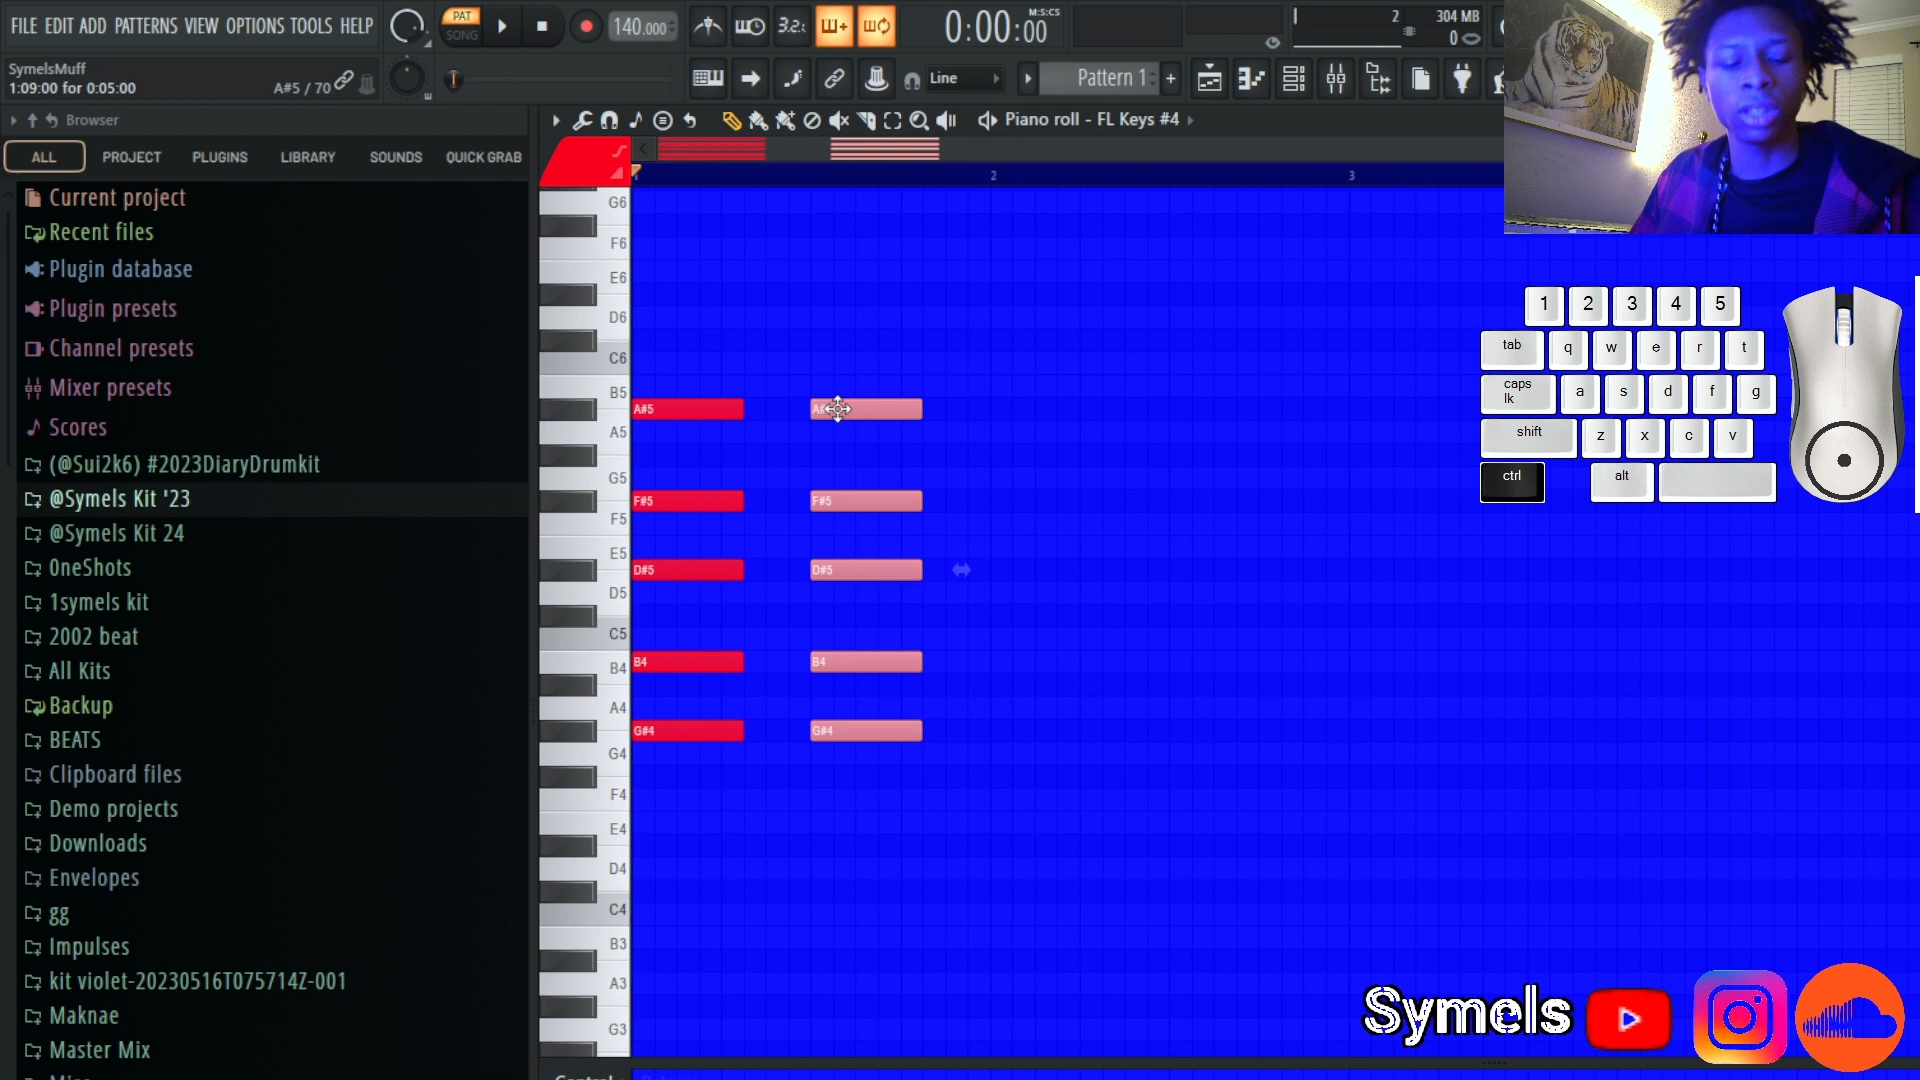 FILE EDIT ADD PATTERNS VIEW OPTIONS TOOLS HELP
PAT
SONG
140.000
3.2:
0:00:00
M:S:CS
2
304 MB
0
SymelsMuff
1:09:00 for 0:05:00
A#5 / 70
Line
Pattern 1
Browser
Piano roll - FL Keys #4
ALL
PROJECT
PLUGINS
LIBRARY
SOUNDS
QUICK GRAB
2
3
Current project
Recent files
Plugin database
Plugin presets
Channel presets
Mixer presets
Scores
(@Sui2k6) #2023DiaryDrumkit
@Symels Kit '23
@Symels Kit 24
0neShots
1symels kit
2002 beat
All Kits
Backup
BEATS
Clipboard files
Demo projects
Downloads
Envelopes
gg
Impulses
kit violet-20230516T075714Z-001
Maknae
Master Mix
G6
F6
E6
D6
C6
B5
A5
G5
F5
E5
D5
C5
B4
A4
G4
F4
E4
D4
C4
B3
A3
G3
A#5
F#5
F#5
D#5
D#5
B4
B4
G#4
G#4
1 2 3 4 5
tab q w e r t
caps lk a s d f g
shift z x c v
ctrl alt
Symels